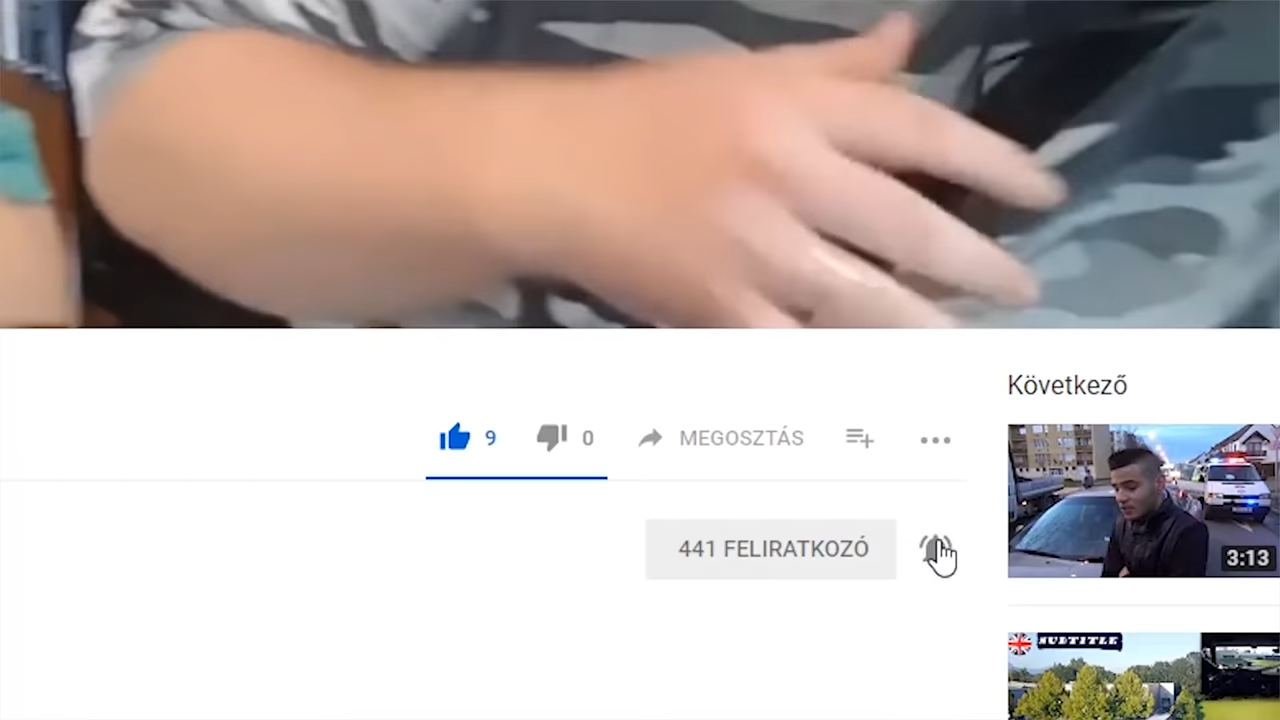 Következő
9
0
MEGOSZTÁS
3:13
441 FELIRATKOZÓ
SUBTITLE